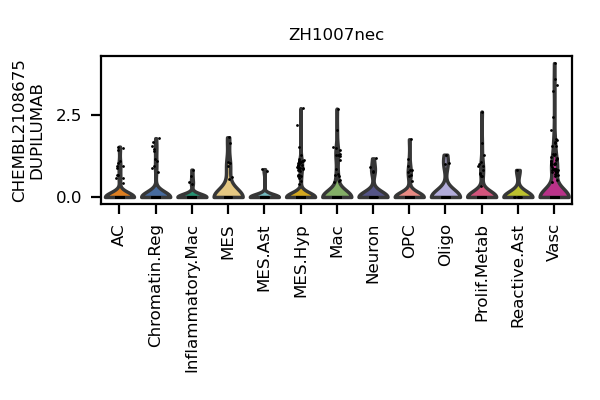 ZH1007nec
CHEMBL2108675
DUPILUMAB
2.5
0.0
AC
Chromatin.Reg
Inflammatory.Mac
MES
MES.Ast
MES.Hyp
Mac
Neuron
OPC
Oligo
Prolif.Metab
Reactive.Ast
Vasc